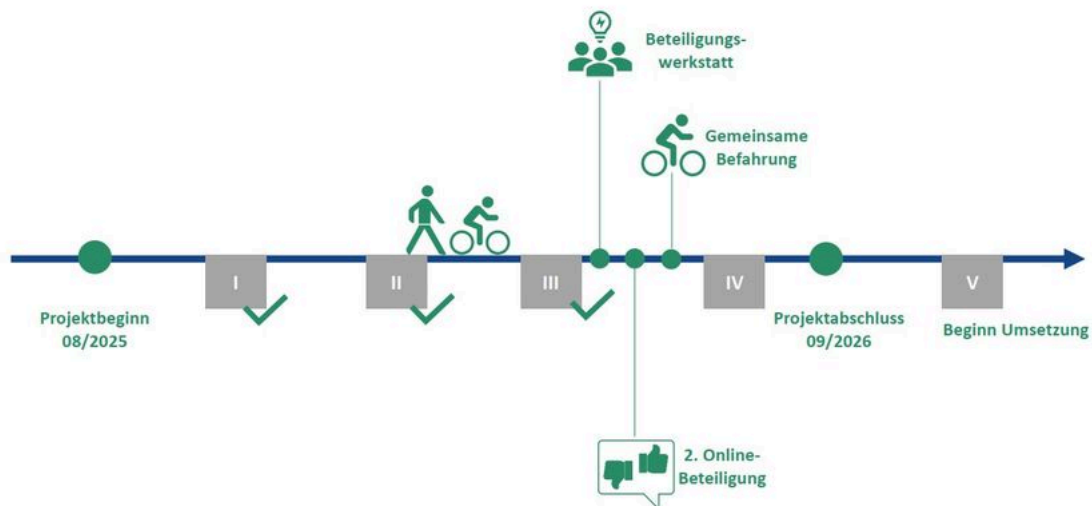 Beteiligungs-
werkstatt
Gemeinsame
Befahrung
I
II
III
IV
V
Projektbeginn
08/2025
Projektabschluss
09/2026
Beginn Umsetzung
2. Online-
Beteiligung